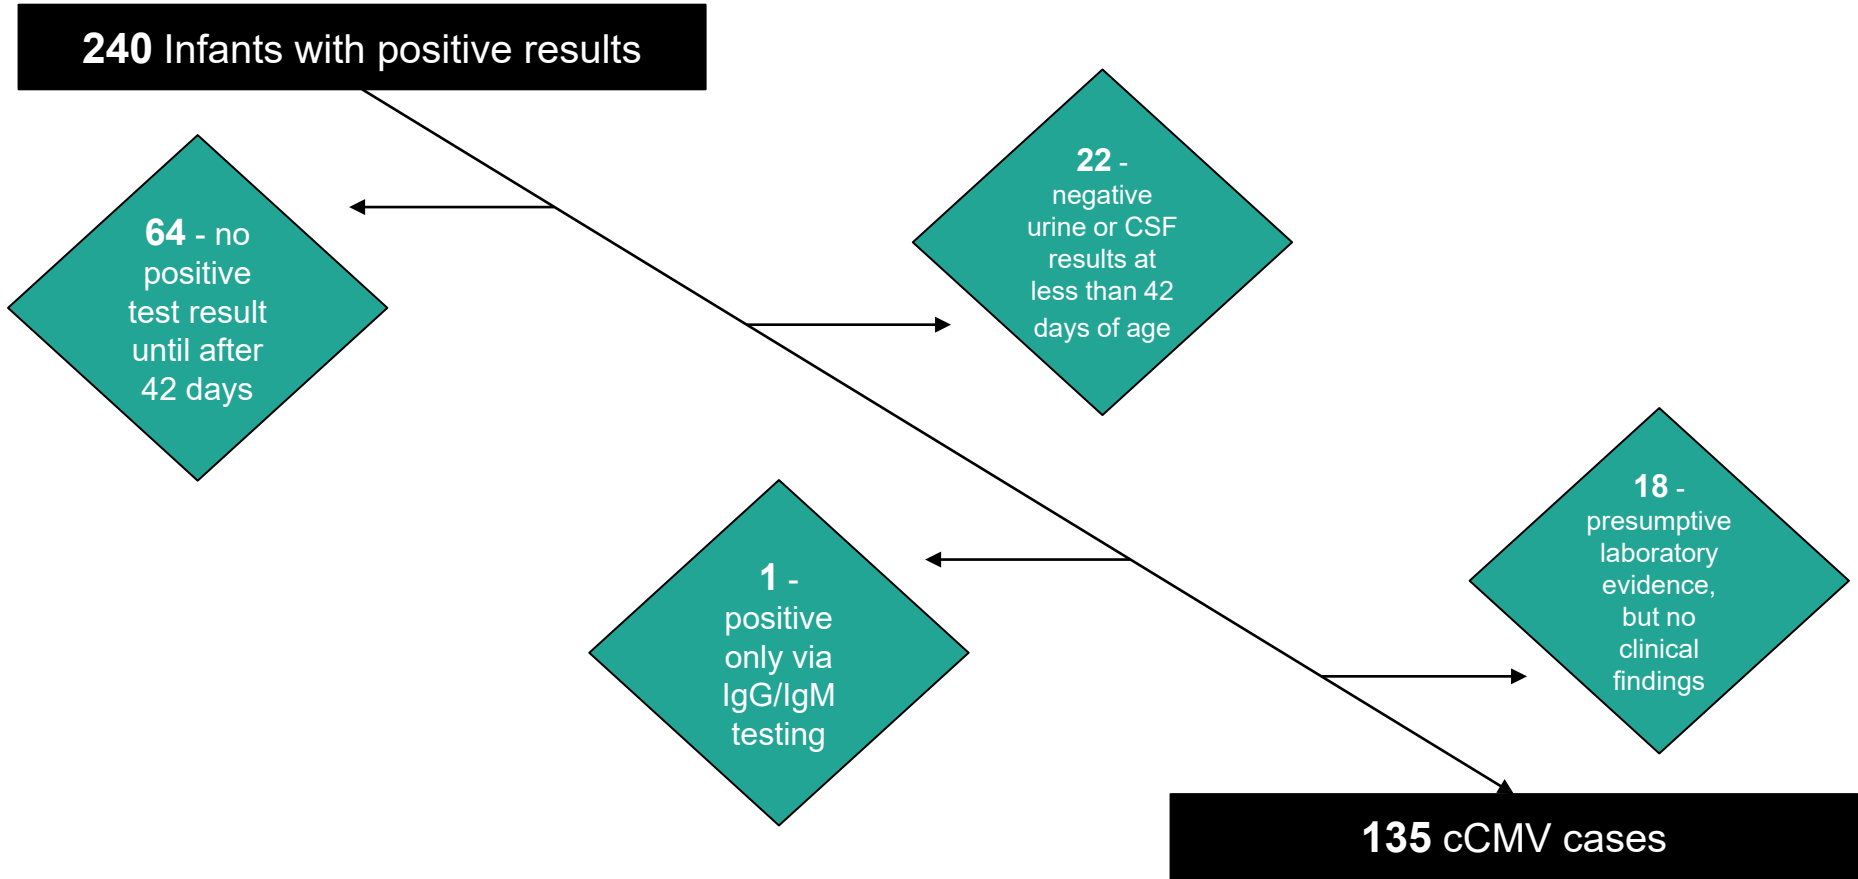 240 Infants with positive results
64 - no
positive
test result
until after
42 days
22 -
negative
urine or CSF
results at
less than 42
days of age
1 -
positive
only via
IgG/IgM
testing
18 -
presumptive
laboratory
evidence,
but no
clinical
findings
135 cCMV cases